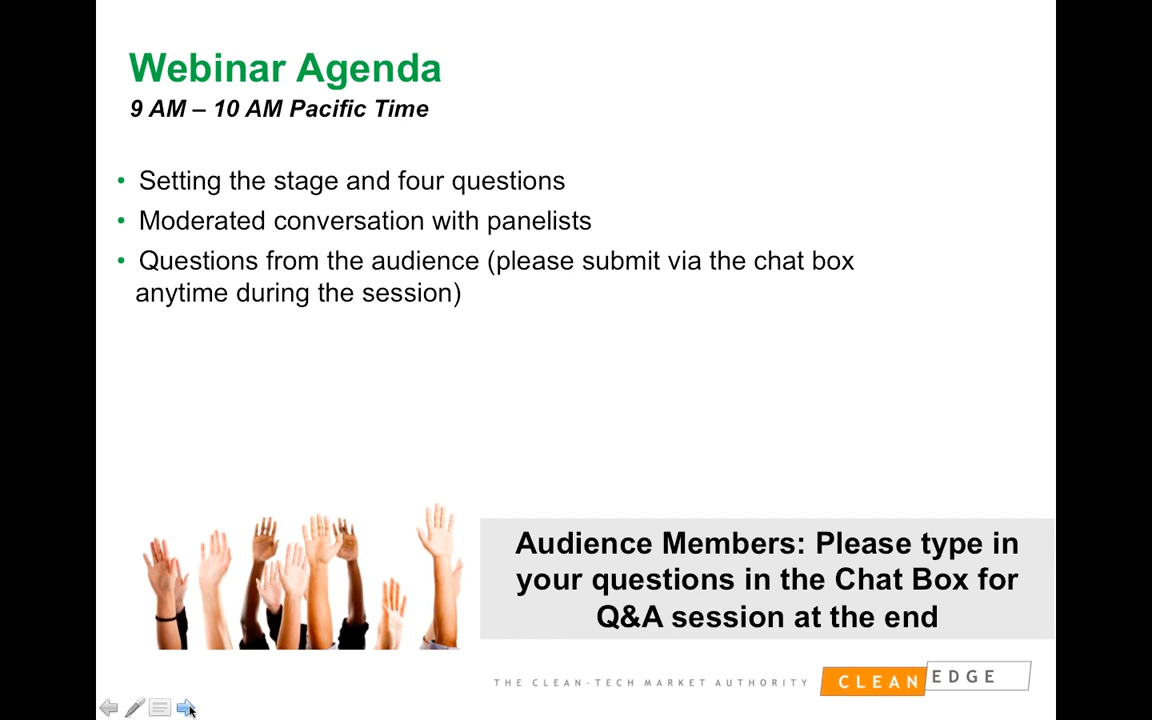 Webinar Agenda
9 AM – 10 AM Pacific Time
• Setting the stage and four questions
• Moderated conversation with panelists
• Questions from the audience (please submit via the chat box
anytime during the session)
Audience Members: Please type in
your questions in the Chat Box for
Q&A session at the end
THE CLEAN-TECH MARKET AUTHORITY CLEAN EDGE